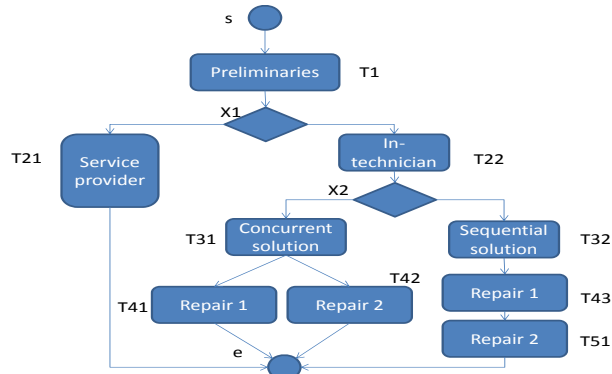 s
Preliminaries
T1
X1
T21
Service
provider
In-
technician
T22
X2
T31
Concurrent
solution
Sequential
solution
T32
T41
Repair 1
T42
Repair 2
Repair 1
T43
Repair 2
T51
e